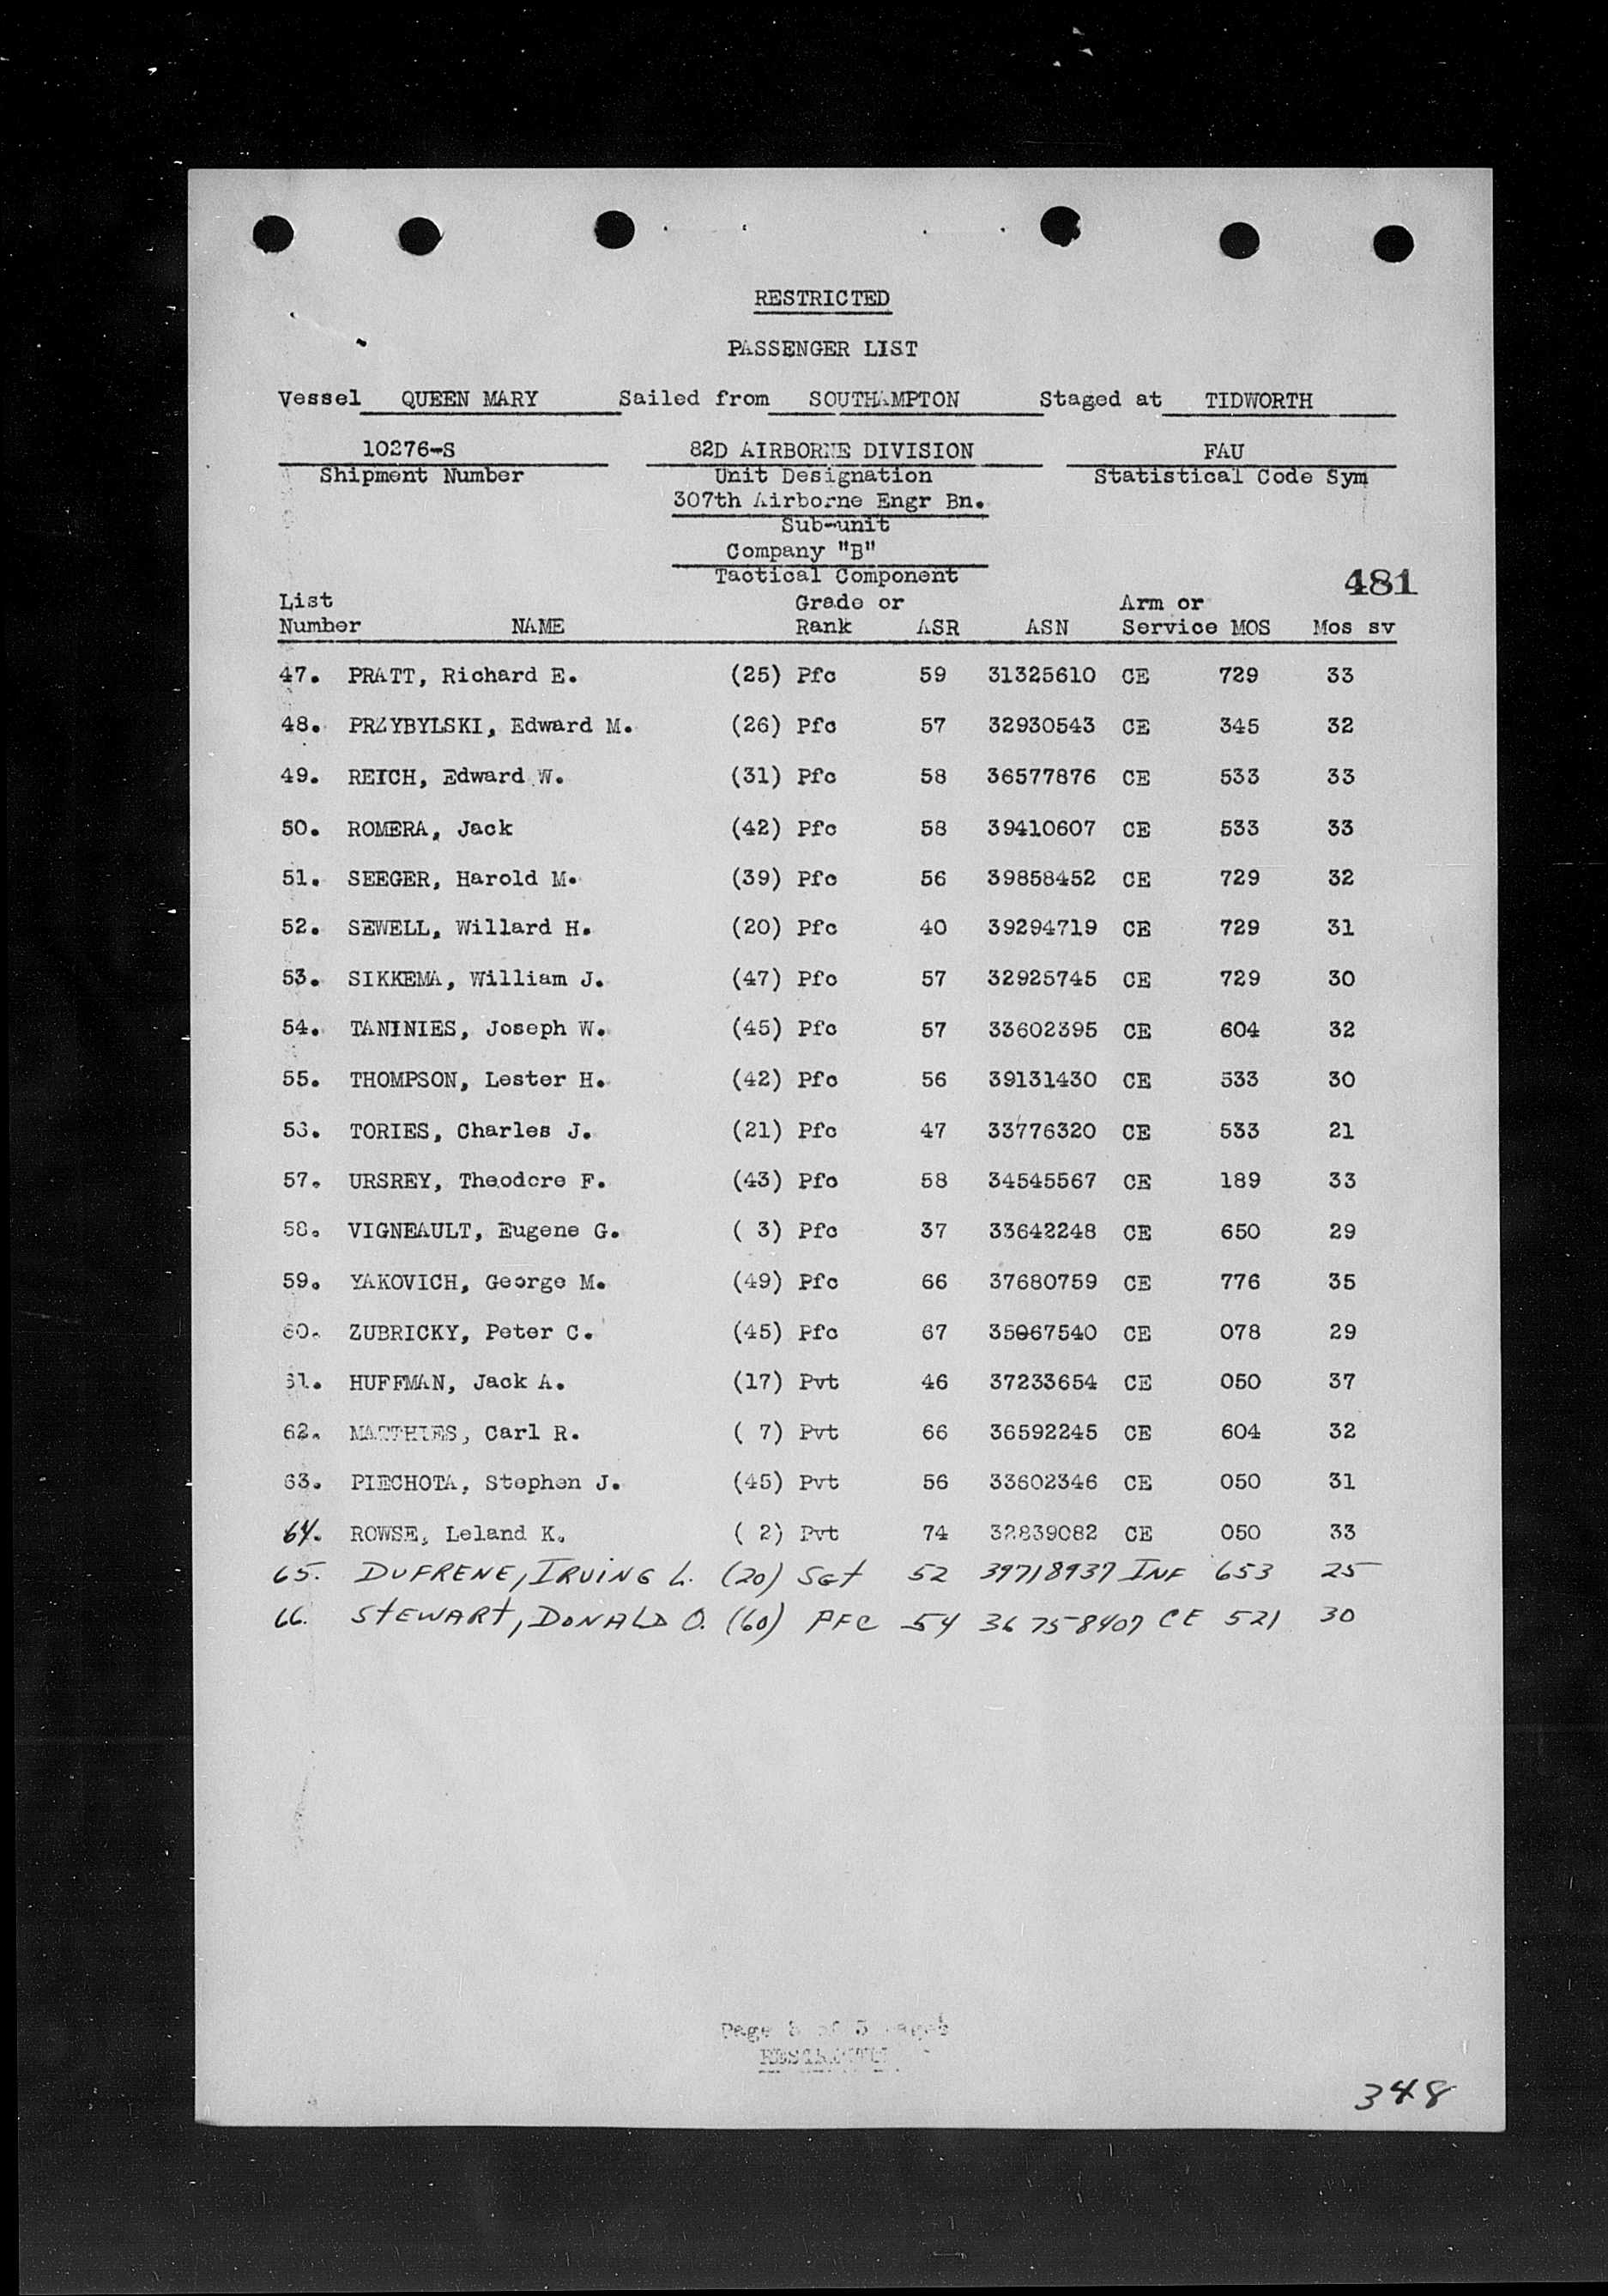 RESTRICTED
PASSENGER LIST
Vessel QUEEN MARY Sailed from SOUTHAMPTON Staged at TIDWORTH
10276-S 82D AIRBORNE DIVISION FAU
Shipment Number Unit Designation Statistical Code Sym
307th Airborne Engr Bn.
Sub-unit
Company "B"
Tactical Component
481
List Grade or Arm or
Number NAME Rank ASR ASN Service MOS Mos sv
47. PRATT, Richard E. (25) Pfc 59 31325610 CE 729 33
48. PRZYBYLSKI, Edward M. (26) Pfc 57 32930543 CE 345 32
49. REICH, Edward W. (31) Pfc 58 36577876 CE 533 33
50. ROMERA, Jack (42) Pfc 58 39410607 CE 533 33
51. SEEGER, Harold M. (39) Pfc 56 39858452 CE 729 32
52. SEWELL, Willard H. (20) Pfc 40 39294719 CE 729 31
53. SIKKEMA, William J. (47) Pfc 57 32925745 CE 729 30
54. TANINIES, Joseph W. (45) Pfc 57 33602395 CE 604 32
55. THOMPSON, Lester H. (42) Pfc 56 39131430 CE 533 30
56. TORIES, Charles J. (21) Pfc 47 33776320 CE 533 21
57. URSREY, Theodore F. (43) Pfc 58 34545567 CE 189 33
58. VIGNEAULT, Eugene G. ( 3) Pfc 37 33642248 CE 650 29
59. YAKOVICH, George M. (49) Pfc 66 37680759 CE 776 35
60. ZUBRICKY, Peter C. (45) Pfc 67 35067540 CE 078 29
61. HUFFMAN, Jack A. (17) Pvt 46 37233654 CE 050 37
62. MATTHIES, Carl R. ( 7) Pvt 66 36592245 CE 604 32
63. PIECHOTA, Stephen J. (45) Pvt 56 33602346 CE 050 31
64. ROWSE, Leland K. ( 2) Pvt 74 32839082 CE 050 33
65. DUFRENE, IRVING L. (20) Sgt 52 39718937 INF 653 25
66. StEWARt, DONALD O. (60) PFC 54 36758407 CE 521 30
Page of 5
RESTRICTED
348